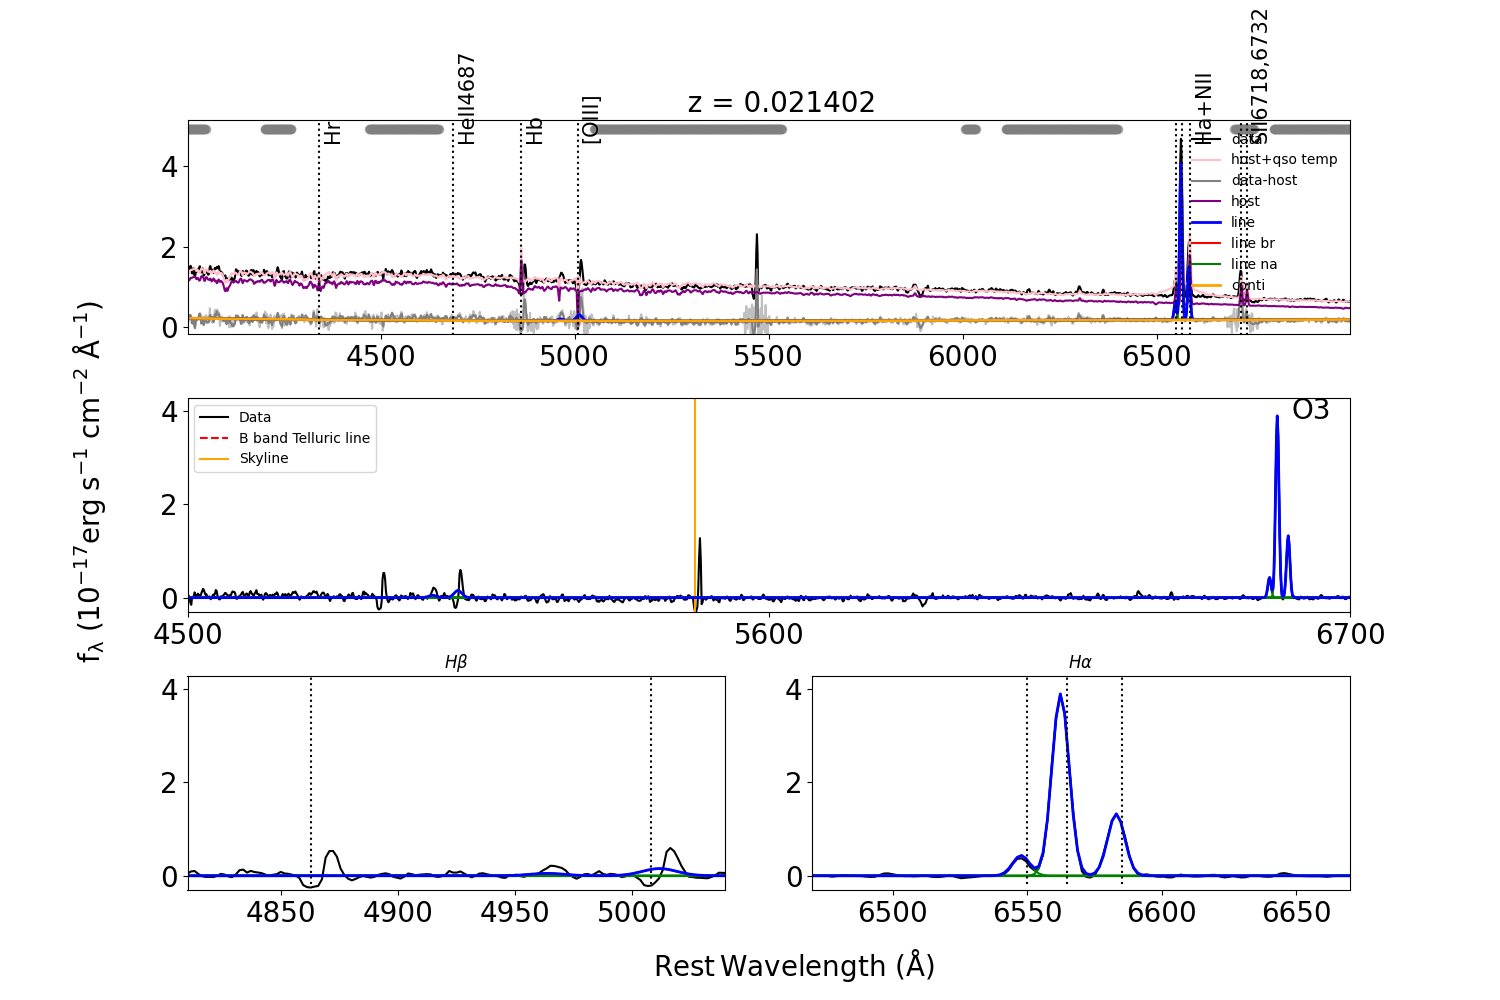 z = 0.021402
Hr
HeII4687
Hb
[OIII]
Ha+NII
SII6718,6732
data
host+qso temp
data-host
host
line
line br
line na
conti
4
2
0
4500 5000 5500 6000 6500
f_λ (10^{-17}erg s^{-1} cm^{-2} Å^{-1})
Data
B band Telluric line
Skyline
O3
4
2
0
4500 5600 6700
Hβ
4
2
0
4850 4900 4950 5000
Hα
4
2
0
6500 6550 6600 6650
Rest Wavelength (Å)